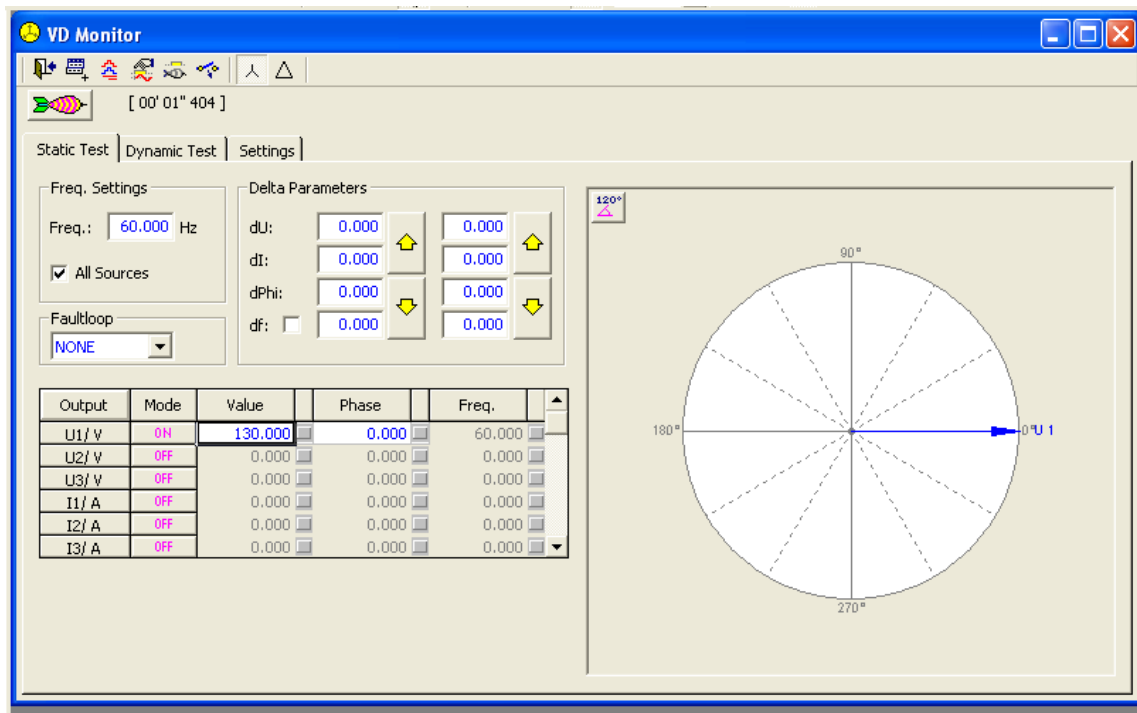 VD Monitor
[ 00' 01" 404 ]
Static Test Dynamic Test Settings
Freq. Settings
Freq.: 60.000 Hz
All Sources
Faultloop
NONE
Delta Parameters
dU: 0.000 0.000
dI: 0.000 0.000
dPhi: 0.000 0.000
df: 0.000 0.000
Output Mode Value Phase Freq.
U1/ V ON 130.000 0.000 60.000
U2/ V OFF 0.000 0.000 0.000
U3/ V OFF 0.000 0.000 0.000
I1/ A OFF 0.000 0.000 0.000
I2/ A OFF 0.000 0.000 0.000
I3/ A OFF 0.000 0.000 0.000
120°
90°
180°
0° U 1
270°